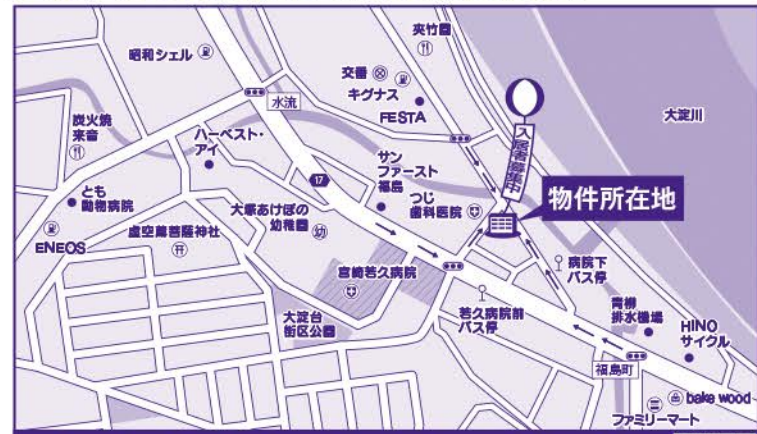 夾竹園
昭和シェル
交番
キグナス
FESTA
水流
大淀川
炭火焼
来音
ハーベスト・
アイ
サン
ファースト
福島
入居者募集中
17
つじ
歯科医院
物件所在地
とも
動物病院
大塚あけぼの
幼稚園
幼
ENEOS
虚空蔵菩薩神社
宮崎若久病院
病院下
バス停
大淀台
街区公園
若久病院前
バス停
青柳
排水機場
HINO
サイクル
福島町
bake wood
ファミリーマート